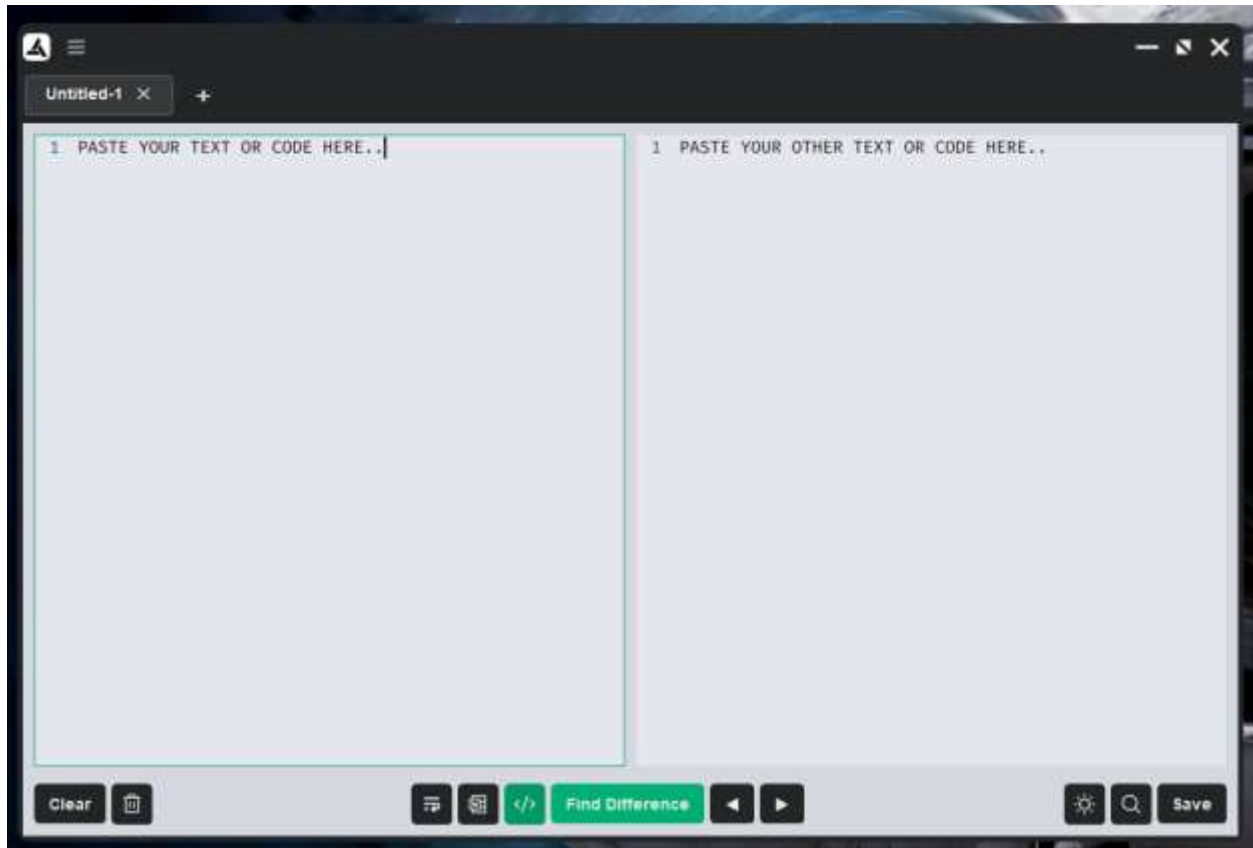 Untitled-1
1 PASTE YOUR TEXT OR CODE HERE..
1 PASTE YOUR OTHER TEXT OR CODE HERE..
Clear </> Find Difference Save